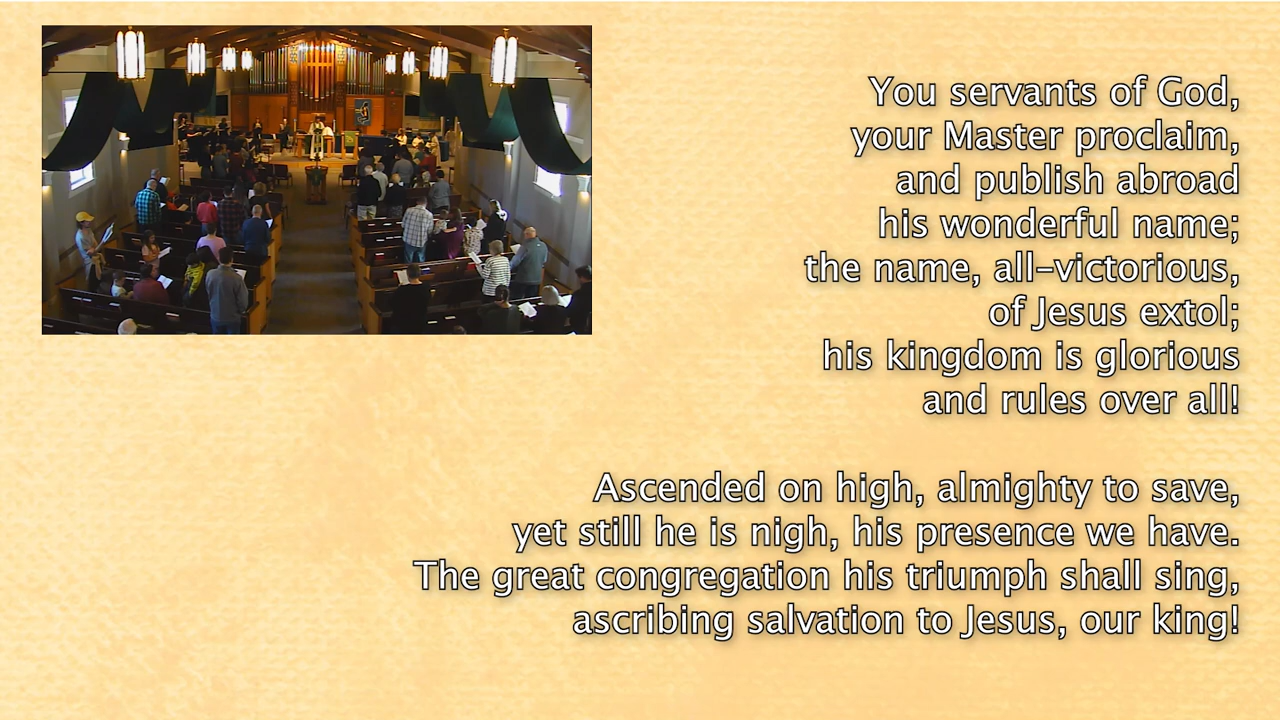 You servants of God,
your Master proclaim,
and publish abroad
his wonderful name;
the name, all-victorious,
of Jesus extol;
his kingdom is glorious
and rules over all!
Ascended on high, almighty to save,
yet still he is nigh, his presence we have.
The great congregation his triumph shall sing,
ascribing salvation to Jesus, our king!